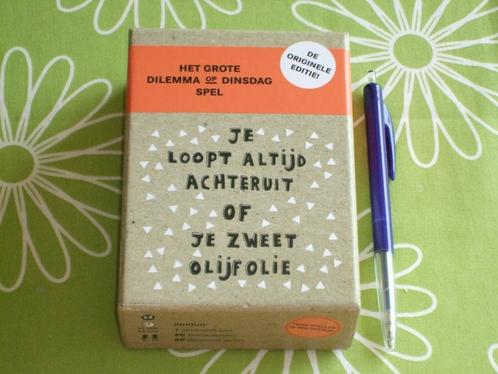 HET GROTE
DILEMMA OP DINSDAG
SPEL
DE
ORIGINELE
EDITIE!
JE
LOOPT ALTIJD
ACHTERUIT
OF
JE ZWEET
OLIJFOLIE